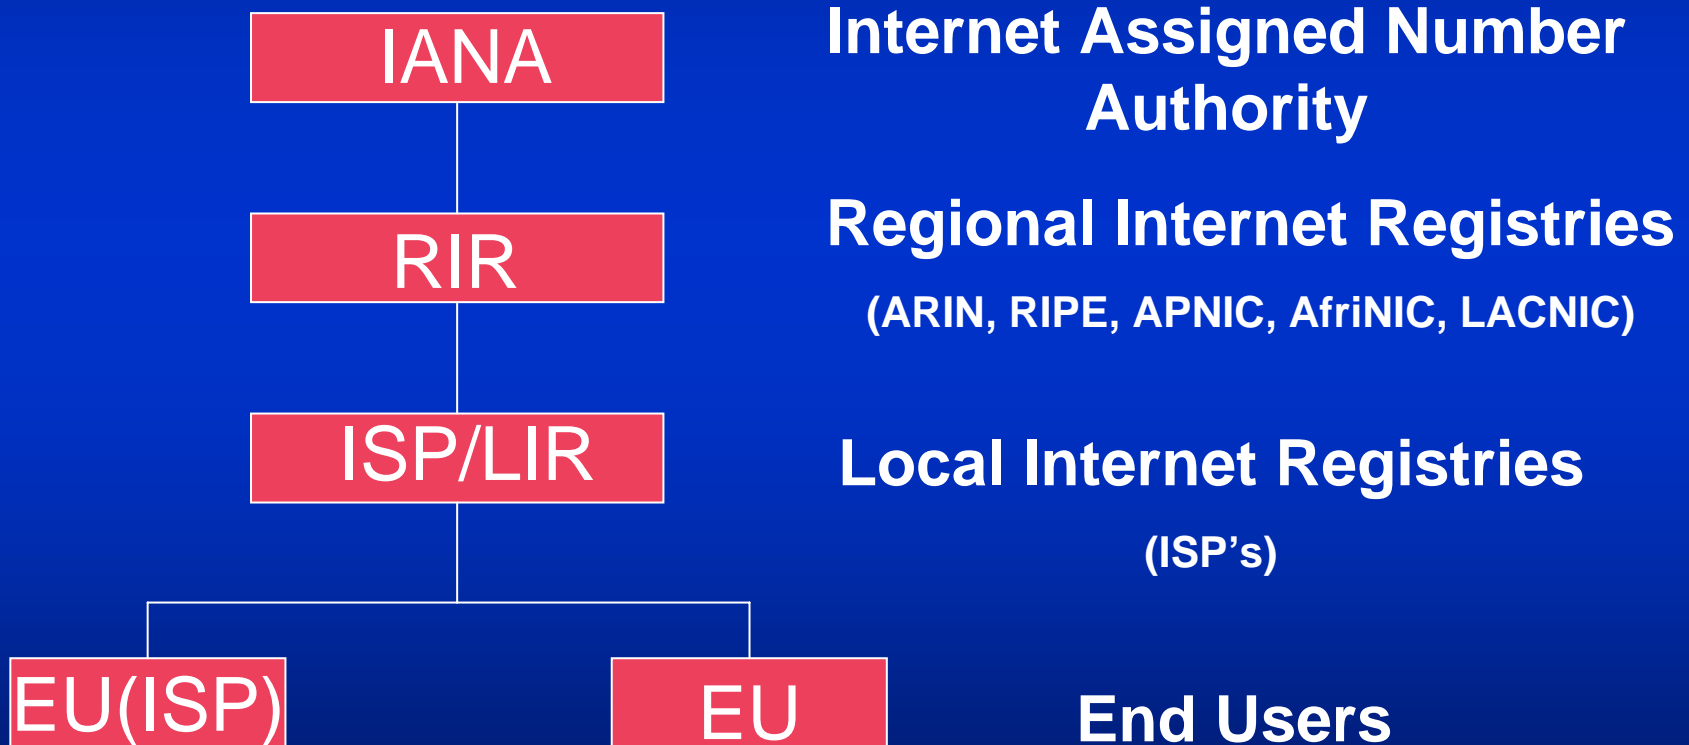 IANA
Internet Assigned Number
Authority
RIR
Regional Internet Registries
(ARIN, RIPE, APNIC, AfriNIC, LACNIC)
ISP/LIR
Local Internet Registries
(ISP’s)
EU(ISP)
EU
End Users